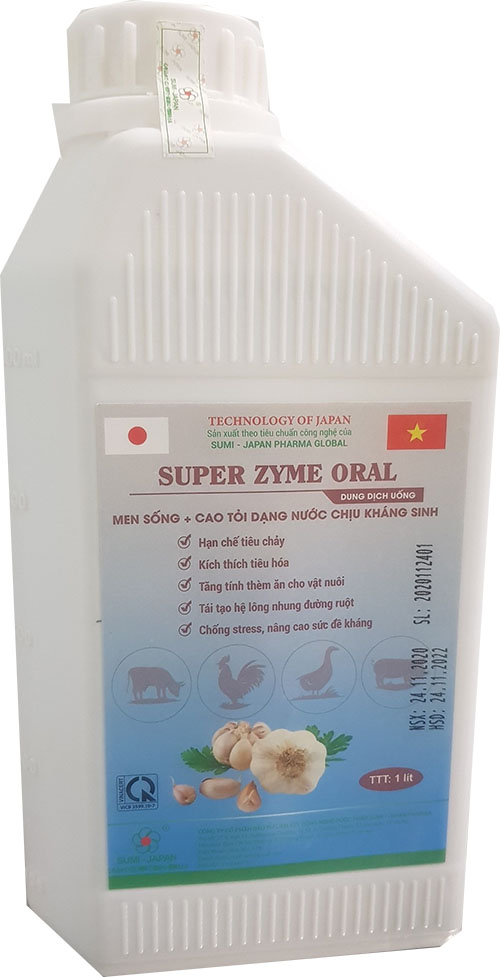 SUMI-JAPAN
TECHNOLOGY OF JAPAN
Sản xuất theo tiêu chuẩn công nghệ của
SUMI - JAPAN PHARMA GLOBAL
SUPER ZYME ORAL
DUNG DỊCH UỐNG
MEN SỐNG + CAO TỎI DẠNG NƯỚC CHỊU KHÁNG SINH
Hạn chế tiêu chảy
Kích thích tiêu hóa
Tăng tính thèm ăn cho vật nuôi
Tái tạo hệ lông nhung đường ruột
Chống stress, nâng cao sức đề kháng
SL: 2020112401
NSX: 24.11.2020
HSD: 24.11.2022
TTT: 1 lít
VINACERT
SUMI - JAPAN